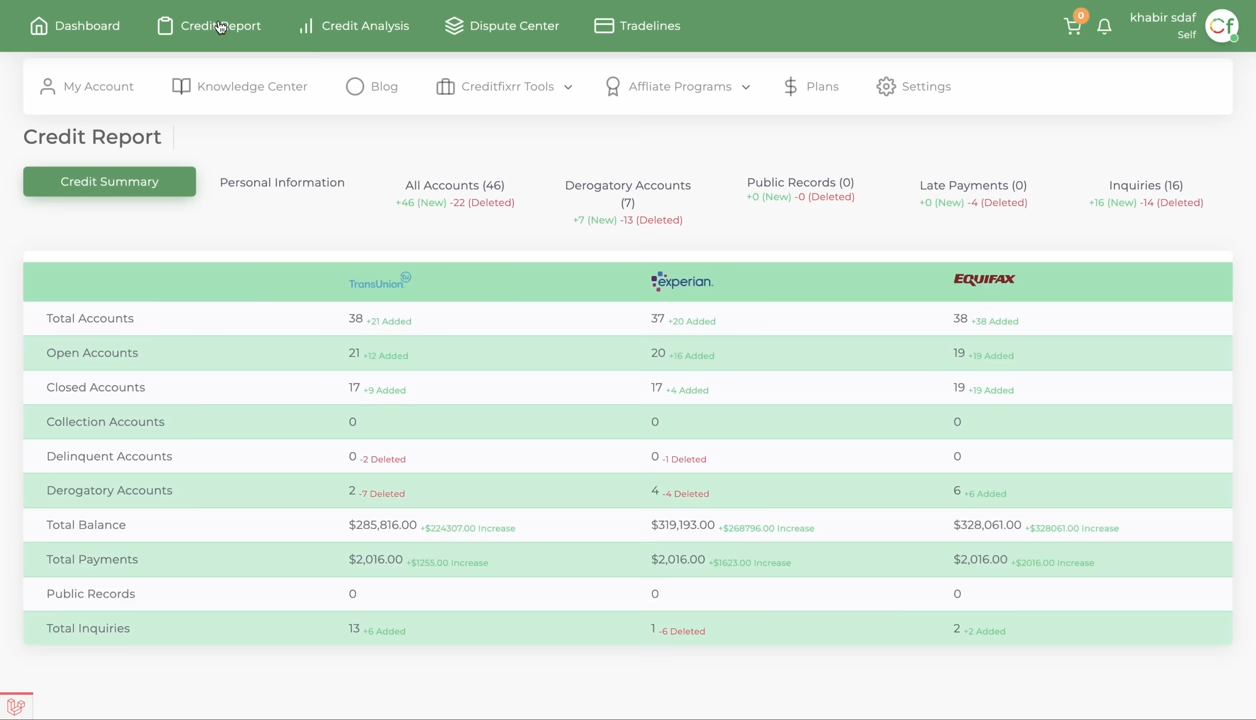 Dashboard Credit Report Credit Analysis Dispute Center Tradelines 0 khabir sdaf
Self
cf
My Account Knowledge Center Blog Creditfixrr Tools Affliate Programs Plans Settings
Credit Report
Credit Summary Personal Information
All Accounts (46)
+46 (New) -22 (Deleted)
Derogatory Accounts
(7)
+7 (New) -13 (Deleted)
Public Records (0)
+0 (New) -0 (Deleted)
Late Payments (0)
+0 (New) -4 (Deleted)
Inquiries (16)
+16 (New) -14 (Deleted)
TransUnion tu experian. EQUIFAX
Total Accounts 38 +21 Added 37 +20 Added 38 +38 Added
Open Accounts 21 +12 Added 20 +16 Added 19 +19 Added
Closed Accounts 17 +9 Added 17 +4 Added 19 +19 Added
Collection Accounts 0 0 0
Delinquent Accounts 0 -2 Deleted 0 -1 Deleted 0
Derogatory Accounts 2 -7 Deleted 4 -4 Deleted 6 +6 Added
Total Balance $285,816.00 +$224307.00 Increase $319,193.00 +$268796.00 Increase $328,061.00 +$328061.00 Increase
Total Payments $2,016.00 +$1255.00 Increase $2,016.00 +$1623.00 Increase $2,016.00 +$2016.00 Increase
Public Records 0 0 0
Total Inquiries 13 +6 Added 1 -6 Deleted 2 +2 Added